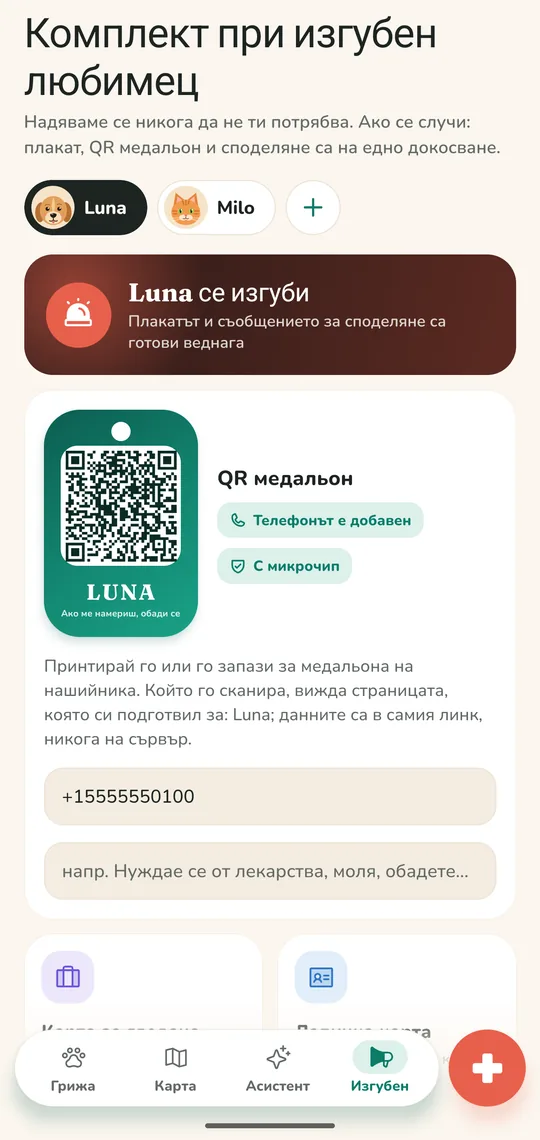 Комплект при изгубен
любимец
Надяваме се никога да не ти потрябва. Ако се случи:
плакат, QR медальон и споделяне са на едно докосване.
Luna
Milo
Luna се изгуби
Плакатът и съобщението за споделяне са
готови веднага
LUNA
Ако ме намериш, обади се
QR медальон
Телефонът е добавен
С микрочип
Принтирай го или го запази за медальона на
нашийника. Който го сканира, вижда страницата,
която си подготвил за: Luna; данните са в самия линк,
никога на сървър.
+15555550100
напр. Нуждае се от лекарства, моля, обадете...
Грижа
Карта
Асистент
Изгубен